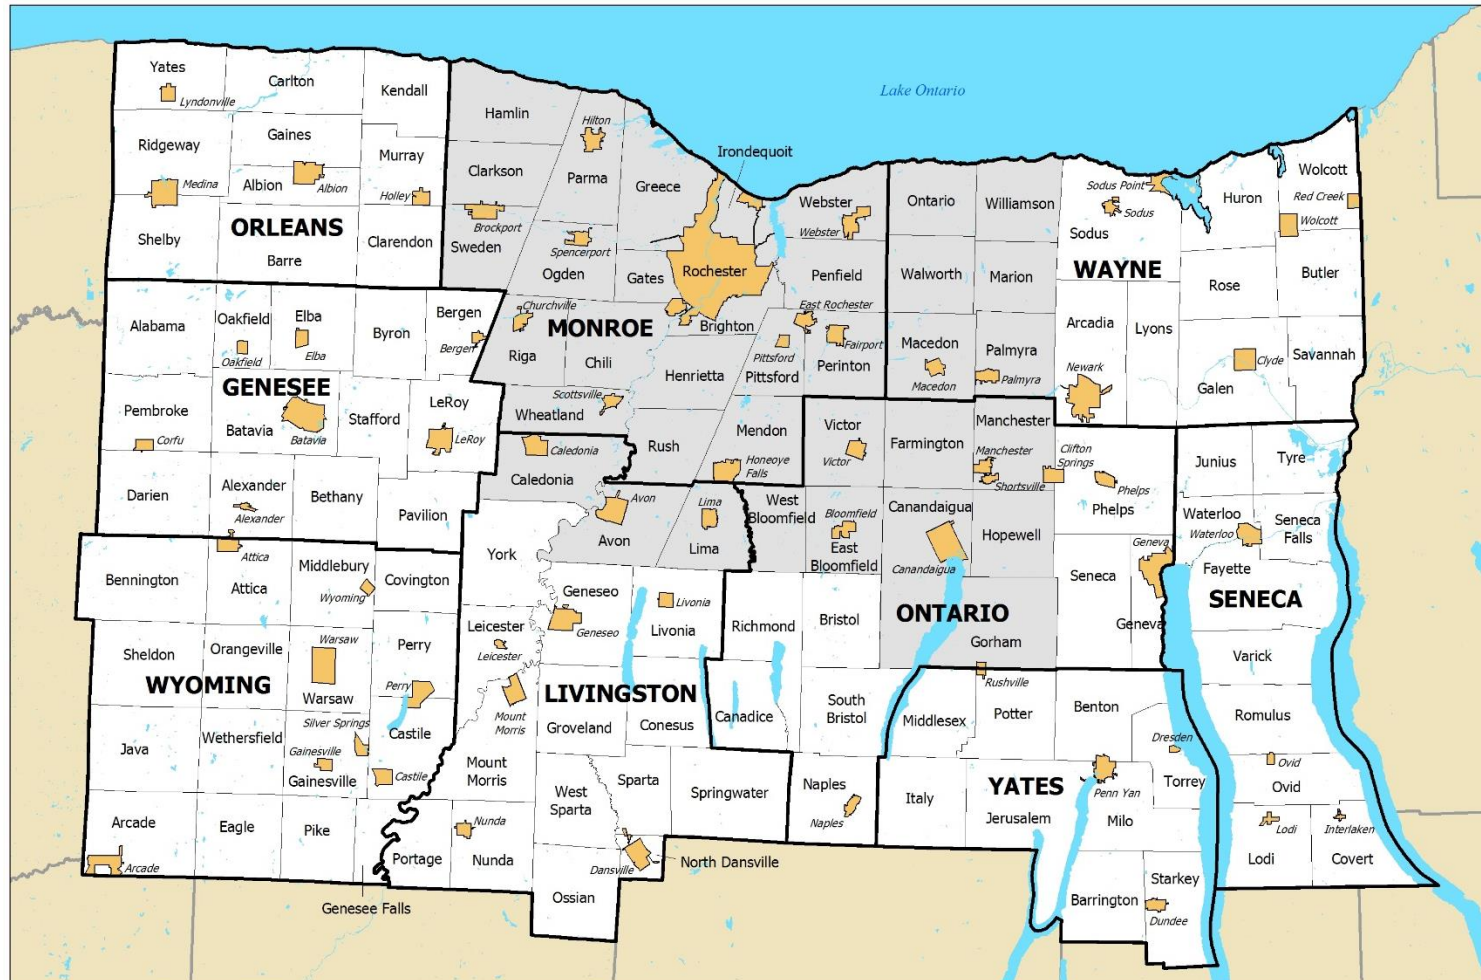 Lake Ontario
Yates
Lyndonville
Carlton
Kendall
Ridgeway
Medina
Gaines
Albion
Albion
Murray
Holley
ORLEANS
Shelby
Barre
Clarendon
Hamlin
Clarkson
Brockport
Sweden
Hilton
Parma
Greece
Irondequoit
Spencerport
Ogden
Gates
Rochester
Webster
Webster
Penfield
East Rochester
Churchville
MONROE
Brighton
Riga
Chili
Henrietta
Pittsford
Pittsford
Fairport
Perinton
Scottsville
Wheatland
Rush
Mendon
Honeoye
Falls
Ontario
Williamson
Walworth
Marion
Macedon
Macedon
Palmyra
Palmyra
Sodus Point
Sodus
Sodus
WAYNE
Huron
Wolcott
Red Creek
Wolcott
Rose
Butler
Arcadia
Lyons
Newark
Galen
Clyde
Savannah
Alabama
Oakfield
Oakfield
Elba
Elba
Byron
Bergen
Bergen
GENESEE
Pembroke
Corfu
Batavia
Batavia
Stafford
LeRoy
LeRoy
Darien
Alexander
Alexander
Bethany
Pavilion
Caledonia
Caledonia
Avon
Avon
Lima
Lima
York
Geneseo
Geneseo
Livonia
Livonia
Leicester
Leicester
LIVINGSTON
Mount
Morris
Groveland
Conesus
Mount
Morris
West
Sparta
Sparta
Springwater
Nunda
Nunda
Portage
Ossian
Dansville
North Dansville
Victor
Victor
Farmington
Manchester
Manchester
Shortsville
Clifton
Springs
Phelps
Phelps
West
Bloomfield
Bloomfield
East
Bloomfield
Canandaigua
Canandaigua
Hopewell
Seneca
Geneva
Geneva
ONTARIO
Gorham
Rushville
Richmond
Bristol
Canadice
South
Bristol
Naples
Naples
Attica
Attica
Bennington
Middlebury
Wyoming
Covington
Sheldon
Orangeville
Warsaw
Warsaw
Perry
Perry
WYOMING
Java
Wethersfield
Silver Springs
Gainesville
Gainesville
Castile
Castile
Arcade
Arcade
Eagle
Pike
Genesee Falls
Middlesex
Potter
Benton
Dresden
Torrey
YATES
Penn Yan
Italy
Jerusalem
Milo
Barrington
Starkey
Dundee
Junius
Tyre
Waterloo
Waterloo
Seneca
Falls
Fayette
SENECA
Varick
Romulus
Ovid
Ovid
Lodi
Lodi
Interlaken
Covert